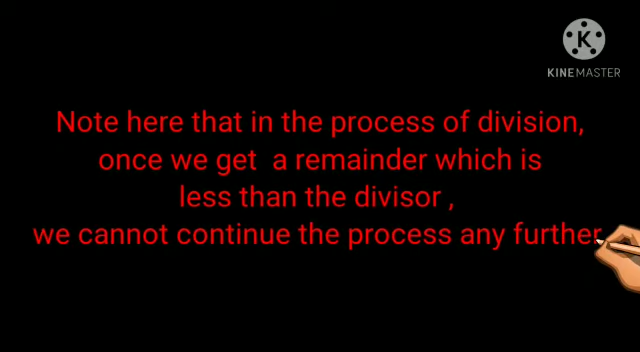 KINEMASTER
Note here that in the process of division,
once we get a remainder which is
less than the divisor ,
we cannot continue the process any further